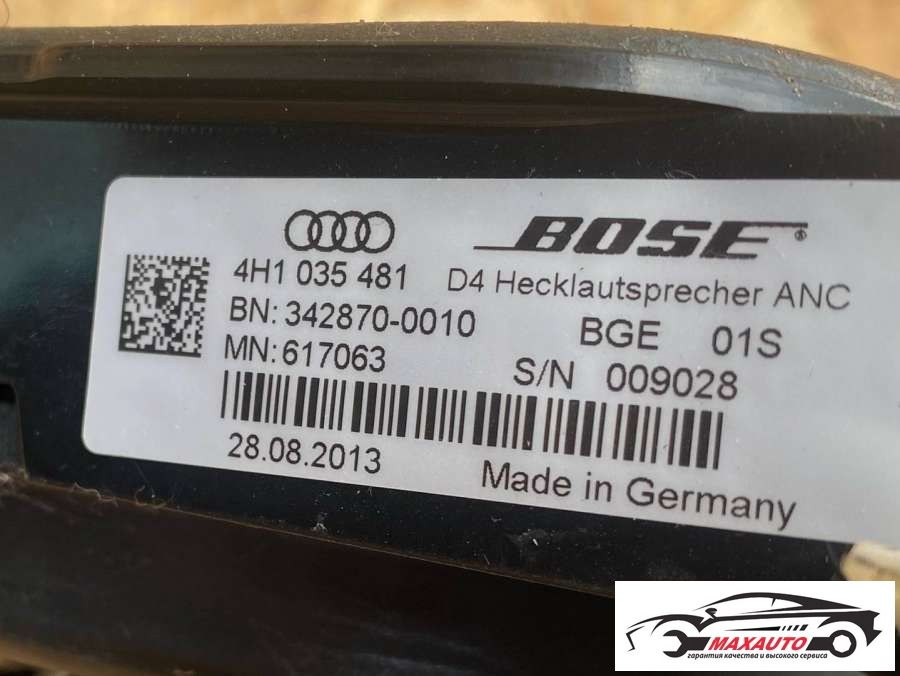 BOSE®
4H1 035 481 D4 Hecklautsprecher ANC
BN: 342870-0010 BGE 01S
MN: 617063 S/N 009028
28.08.2013 Made in Germany
MAXAUTO
гарантия качества и высокого сервиса